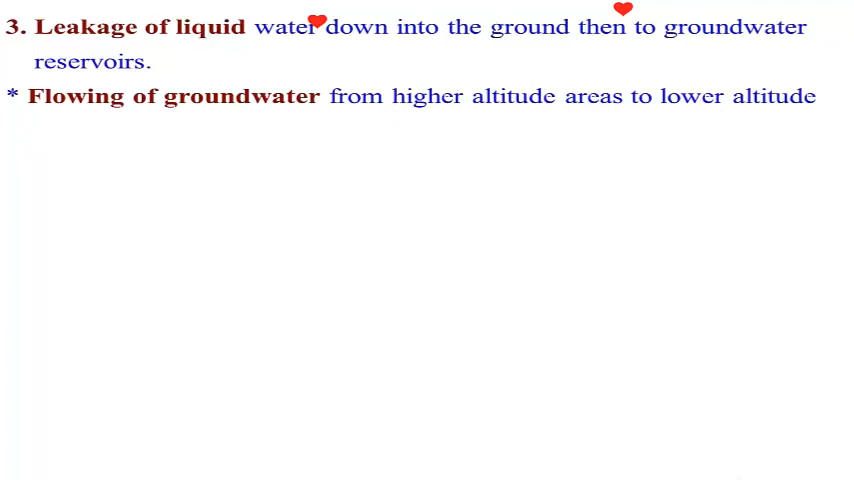 3. Leakage of liquid water down into the ground then to groundwater
reservoirs.
* Flowing of groundwater from higher altitude areas to lower altitude